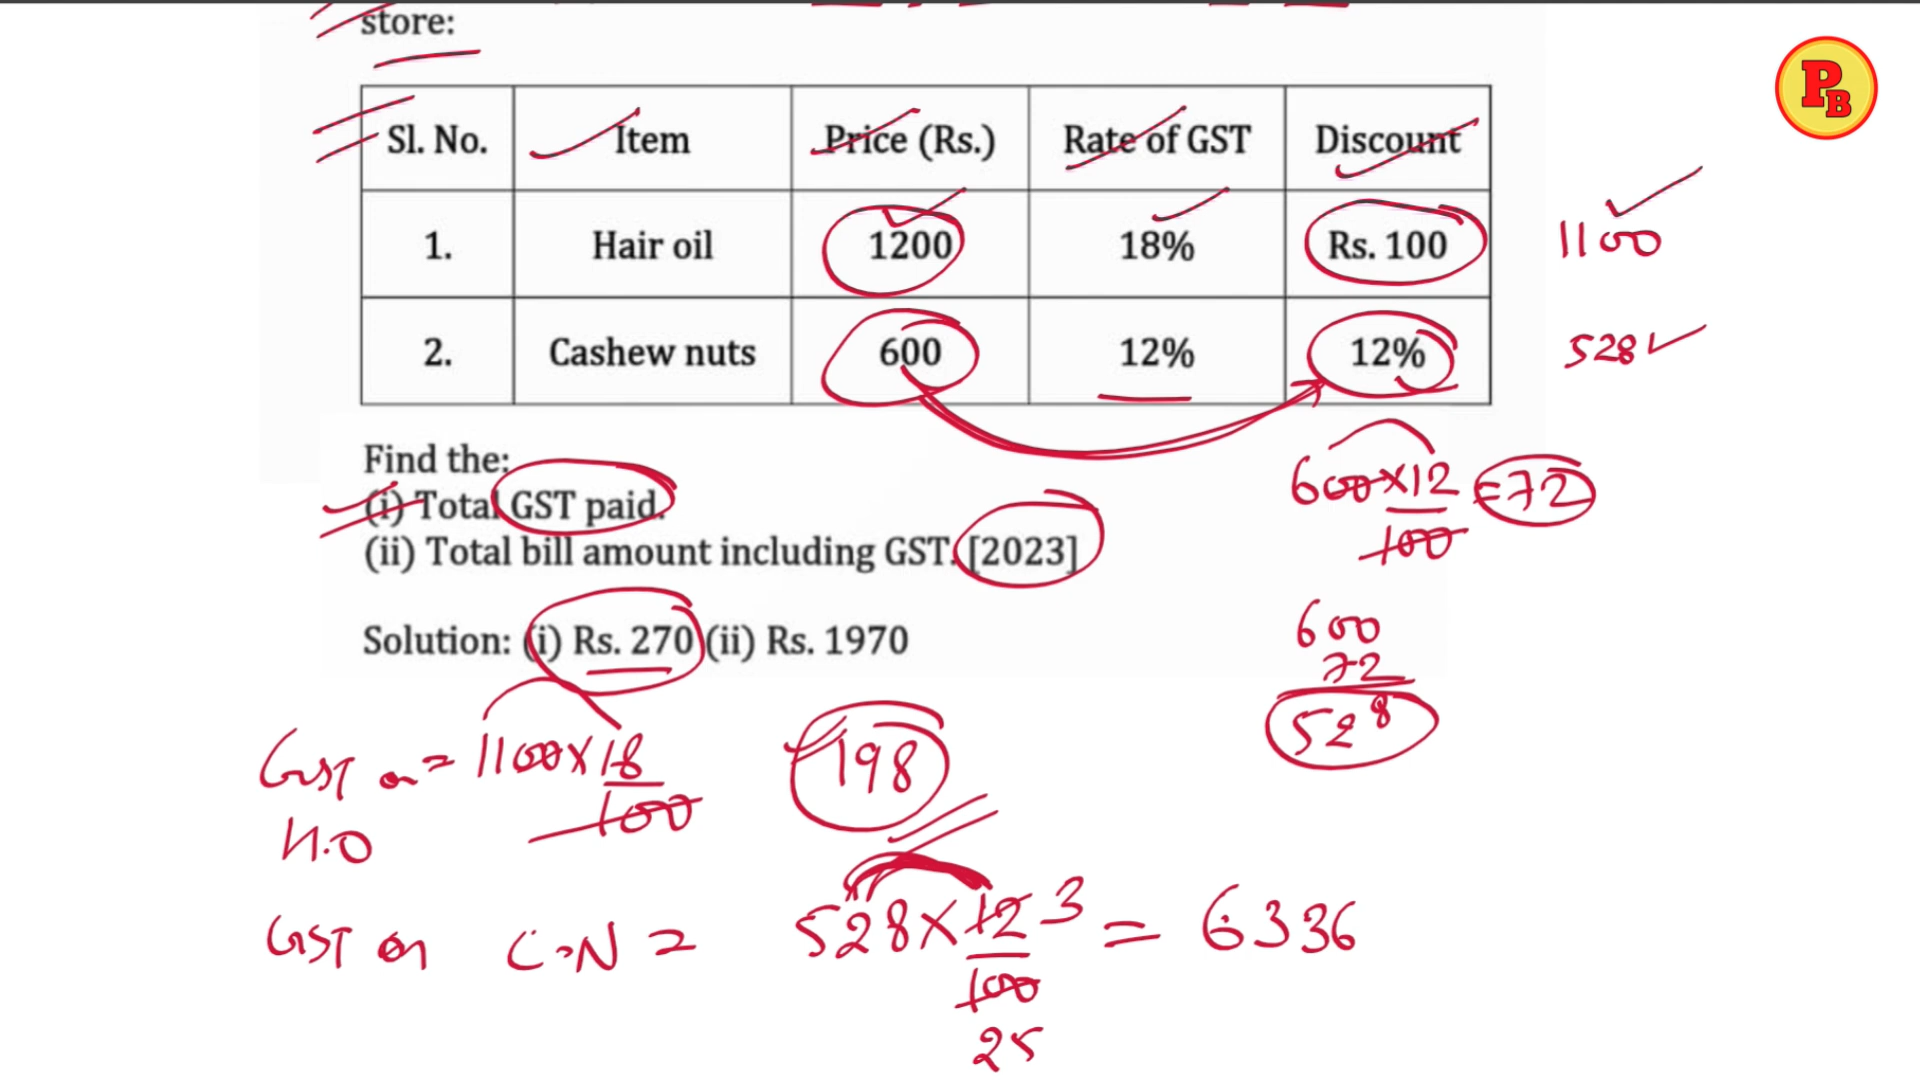 store:
Sl. No. Item Price (Rs.) Rate of GST Discount
1. Hair oil 1200 18% Rs. 100 1100
2. Cashew nuts 600 12% 12% 528
Find the:
(i) Total GST paid.
(ii) Total bill amount including GST. [2023]
Solution: (i) Rs. 270 (ii) Rs. 1970
600×12 = 72
100
600
72
528
GST on = 1100×18 198
100
H.O
GST on C.N = 528×12 3 = 6336
100
25
PB